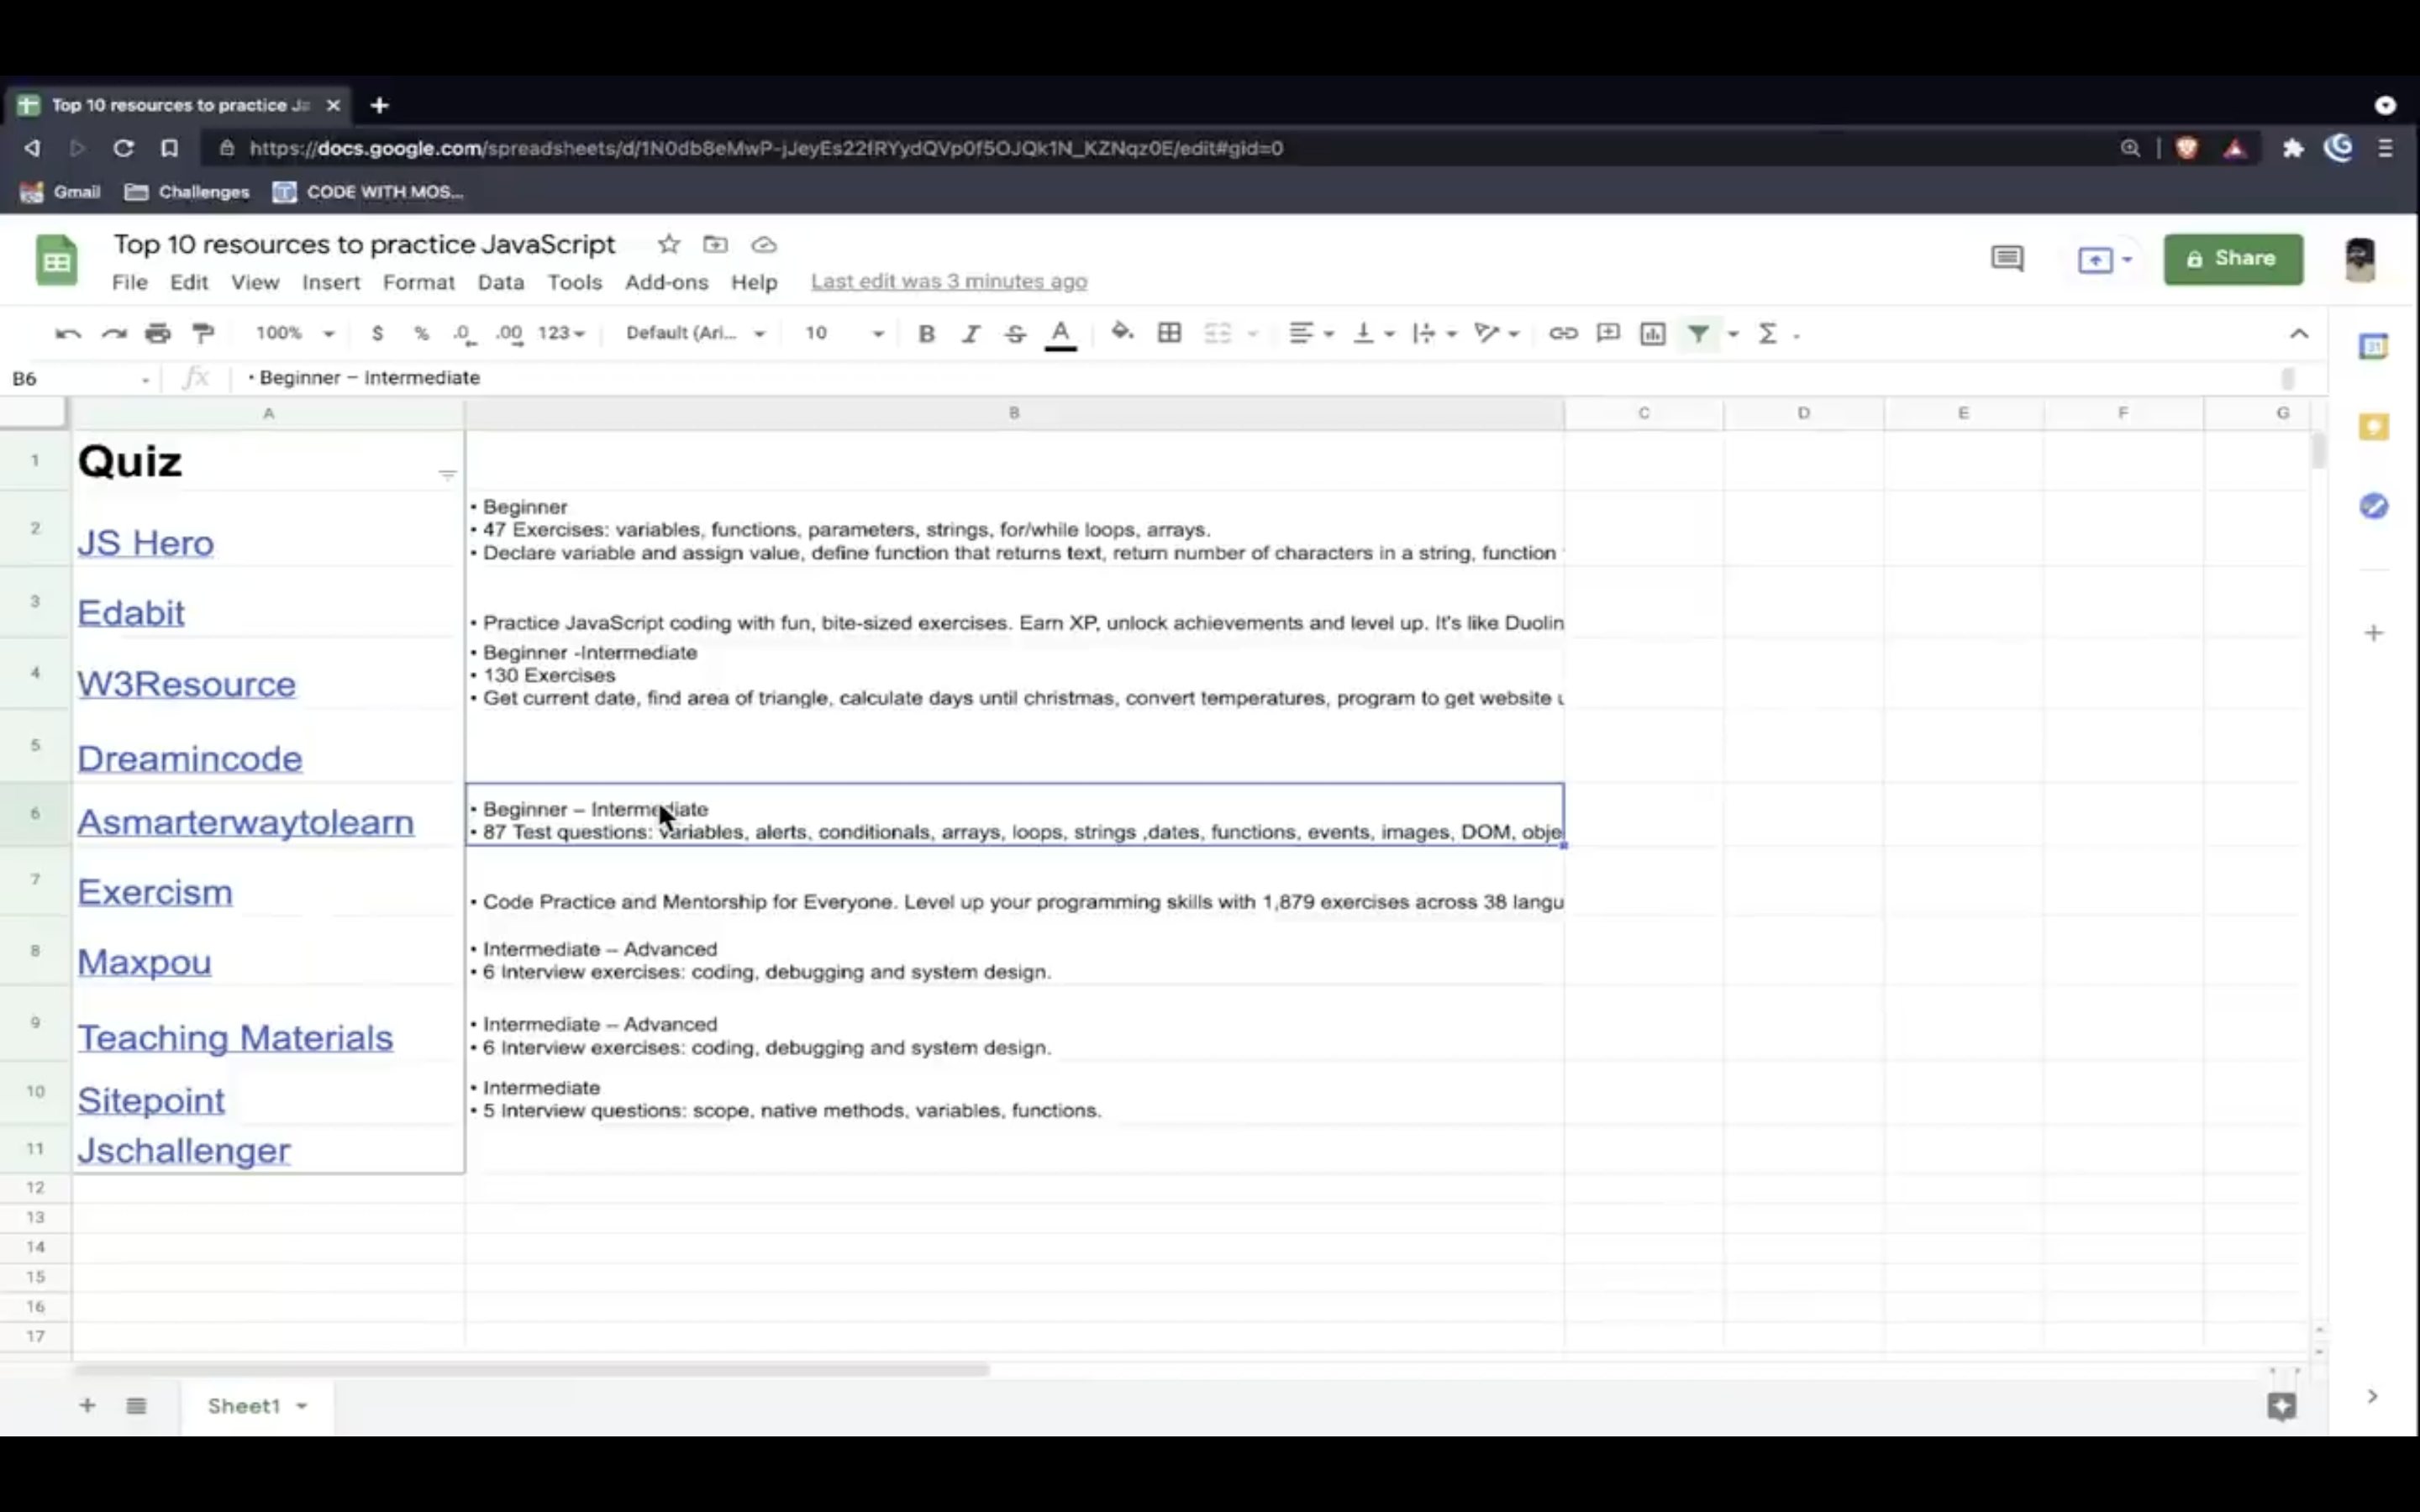 Top 10 resources to practice Ja
https://docs.google.com/spreadsheets/d/1N0db8eMwP-jJeyEs22fRYydQVp0f5OJQk1N_KZNqz0E/edit#gid=0
Gmail Challenges CODE WITH MOS...
Top 10 resources to practice JavaScript
File Edit View Insert Format Data Tools Add-ons Help Last edit was 3 minutes ago
Share
100% $ % .0 .00 123 Default (Ari... 10 B I S A Σ
B6 fx • Beginner – Intermediate
A B C D E F G
1 Quiz
• Beginner
2 • 47 Exercises: variables, functions, parameters, strings, for/while loops, arrays.
JS Hero • Declare variable and assign value, define function that returns text, return number of characters in a string, function
3 Edabit • Practice JavaScript coding with fun, bite-sized exercises. Earn XP, unlock achievements and level up. It's like Duolin
• Beginner -Intermediate
4 • 130 Exercises
W3Resource • Get current date, find area of triangle, calculate days until christmas, convert temperatures, program to get website u
5 Dreamincode
6 • Beginner – Intermediate
Asmarterwaytolearn • 87 Test questions: variables, alerts, conditionals, arrays, loops, strings ,dates, functions, events, images, DOM, obje
7 Exercism • Code Practice and Mentorship for Everyone. Level up your programming skills with 1,879 exercises across 38 langu
8 • Intermediate – Advanced
Maxpou • 6 Interview exercises: coding, debugging and system design.
9 • Intermediate – Advanced
Teaching Materials • 6 Interview exercises: coding, debugging and system design.
10 • Intermediate
Sitepoint • 5 Interview questions: scope, native methods, variables, functions.
11 Jschallenger
12
13
14
15
16
17
Sheet1
31